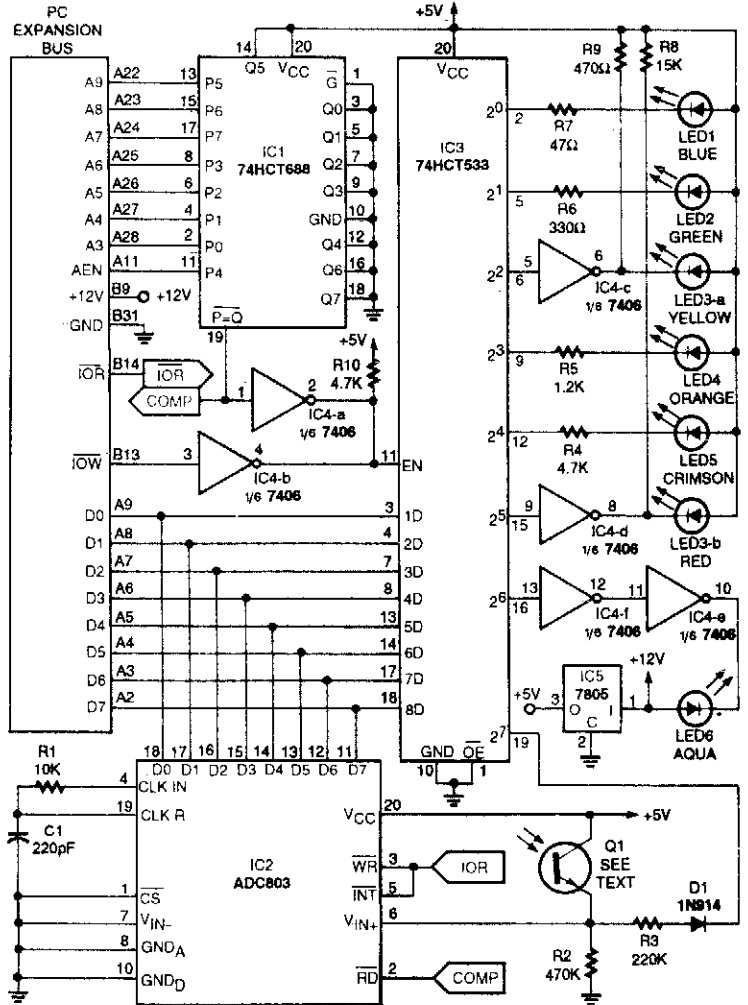 PC
EXPANSION
BUS
+5V
14
20
Q5
VCC
20
VCC
R9
470Ω
R8
15K
A9 A22 13 P5
A8 A23 15 P6
A7 A24 17 P7
A6 A25 8 P3
A5 A26 6 P2
A4 A27 4 P1
A3 A28 2 P0
AEN A11 11 P4
G 1
Q0 3
Q1 5
Q2 7
Q3 9
GND 10
Q4 12
Q6 16
Q7 18
IC1
74HCT688
P=Q
19
IC3
74HCT533
+12V B9 +12V
GND B31
IOR B14 IOR
COMP
1
2
IC4-a
1/6 7406
+5V
R10
4.7K
IOW B13 3
4
IC4-b
1/6 7406
11 EN
D0 A9 3 1D
D1 A8 4 2D
D2 A7 7 3D
D3 A6 8 4D
D4 A5 13 5D
D5 A4 14 6D
D6 A3 17 7D
D7 A2 18 8D
2⁰ 2
R7
47Ω
LED1
BLUE
2¹ 5
R6
330Ω
LED2
GREEN
2² 5
6
6
IC4-c
1/6 7406
LED3-a
YELLOW
2³ 9
R5
1.2K
LED4
ORANGE
2⁴ 12
R4
4.7K
LED5
CRIMSON
2⁵ 9
15
8
IC4-d
1/6 7406
LED3-b
RED
2⁶ 13
16
12
IC4-f
1/6 7406
11
10
IC4-e
1/6 7406
+5V
3
IC5
7805
O I
C
2
1
+12V
LED6
AQUA
2⁷ 19
GND OE
10 1
R1
10K
C1
220pF
18 17 16 15 14 13 12 11
D0 D1 D2 D3 D4 D5 D6 D7
4 CLK IN
19 CLK R
1 CS
7 VIN-
8 GNDA
10 GNDD
IC2
ADC803
VCC 20
+5V
WR 3
IOR
INT 5
VIN+ 6
RD 2
COMP
Q1
SEE
TEXT
D1
1N914
R3
220K
R2
470K